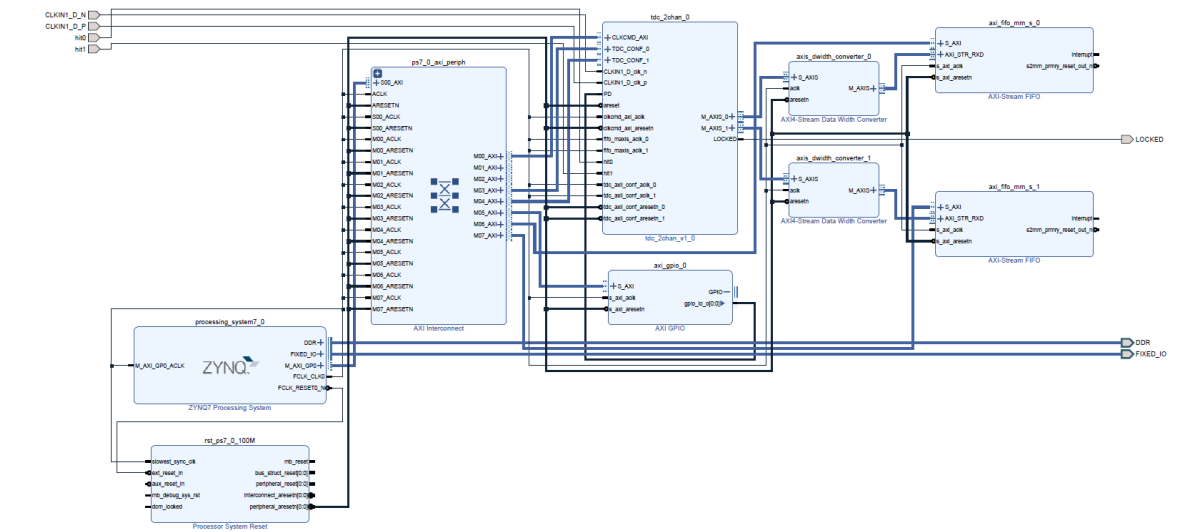 CLKIN1_D_N
CLKIN1_D_P
hit0
hit1
ps7_0_axi_periph
S00_AXI
ACLK
ARESETN
S00_ACLK
S00_ARESETN
M00_ACLK
M00_ARESETN
M01_ACLK
M01_ARESETN
M02_ACLK
M02_ARESETN
M03_ACLK
M03_ARESETN
M04_ACLK
M04_ARESETN
M05_ACLK
M05_ARESETN
M06_ACLK
M06_ARESETN
M07_ACLK
M07_ARESETN
M00_AXI
M01_AXI
M02_AXI
M03_AXI
M04_AXI
M05_AXI
M06_AXI
M07_AXI
AXI Interconnect
tdc_2chan_0
CLKCMD_AXI
TDC_CONF_0
TDC_CONF_1
CLKIN1_D_clk_n
CLKIN1_D_clk_p
PD
areset
clkcmd_axi_aclk
clkcmd_axi_aresetn
fifo_maxis_aclk_0
fifo_maxis_aclk_1
hit0
hit1
tdc_axi_conf_aclk_0
tdc_axi_conf_aclk_1
tdc_axi_conf_aresetn_0
tdc_axi_conf_aresetn_1
M_AXIS_0
M_AXIS_1
LOCKED
tdc_2chan_v1_0
axis_dwidth_converter_0
S_AXIS
aclk
aresetn
M_AXIS
AXI4-Stream Data Width Converter
axis_dwidth_converter_1
S_AXIS
aclk
aresetn
M_AXIS
AXI4-Stream Data Width Converter
axi_fifo_mm_s_0
S_AXI
AXI_STR_RXD
s_axi_aclk
s_axi_aresetn
interrupt
s2mm_prmry_reset_out_n
AXI-Stream FIFO
LOCKED
axi_fifo_mm_s_1
S_AXI
AXI_STR_RXD
s_axi_aclk
s_axi_aresetn
interrupt
s2mm_prmry_reset_out_n
AXI-Stream FIFO
axi_gpio_0
S_AXI
s_axi_aclk
s_axi_aresetn
GPIO
gpio_io_o[0:0]
AXI GPIO
DDR
FIXED_IO
processing_system7_0
M_AXI_GP0_ACLK
ZYNQ
DDR
FIXED_IO
M_AXI_GP0
FCLK_CLK0
FCLK_RESET0_N
ZYNQ7 Processing System
rst_ps7_0_100M
slowest_sync_clk
ext_reset_in
aux_reset_in
mb_debug_sys_rst
dcm_locked
mb_reset
bus_struct_reset[0:0]
peripheral_reset[0:0]
interconnect_aresetn[0:0]
peripheral_aresetn[0:0]
Processor System Reset